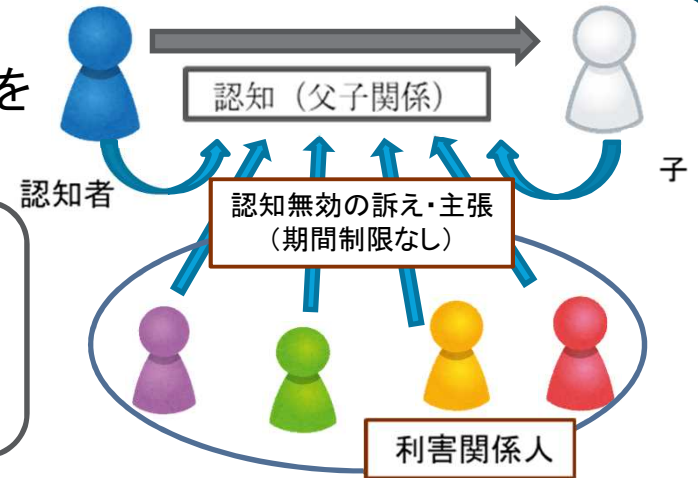 を
認知（父子関係）
認知者
子
認知無効の訴え・主張
（期間制限なし）
利害関係人